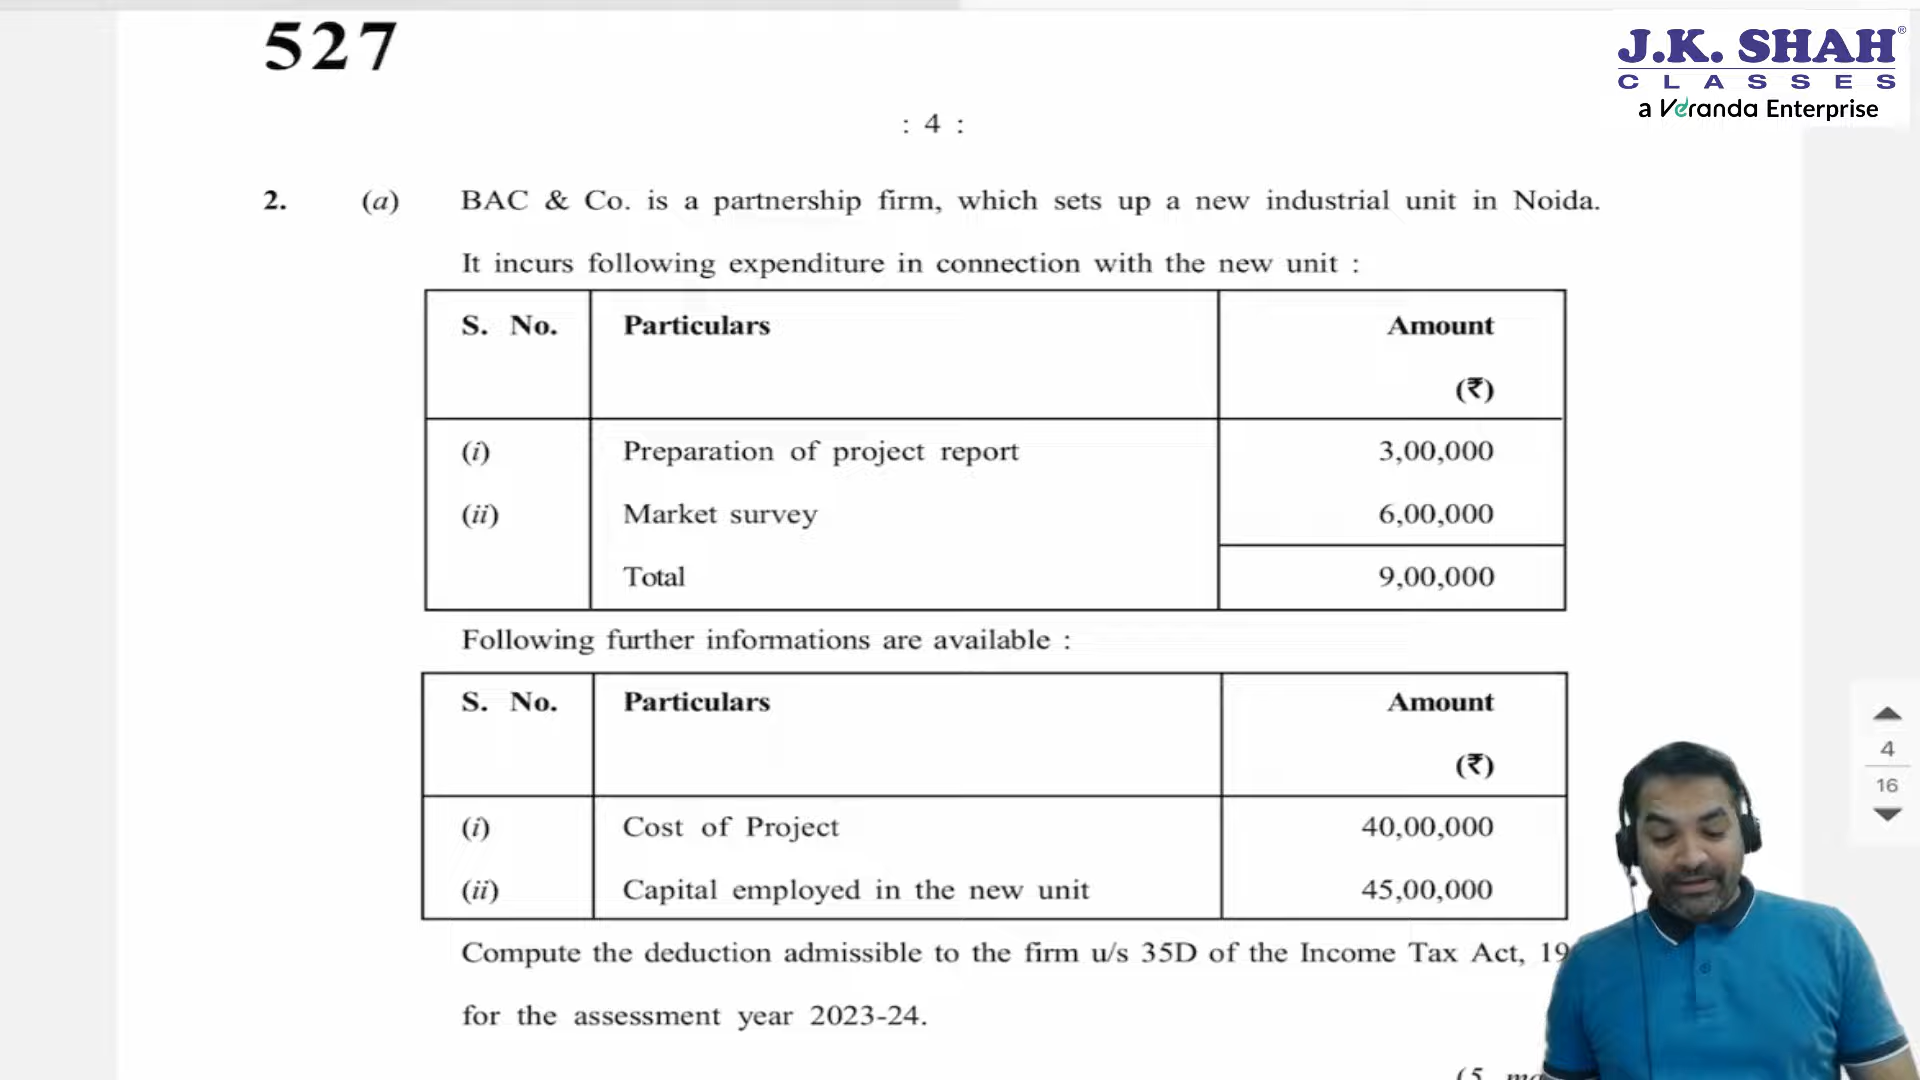 527
J.K. SHAH®
CLASSES
a Veranda Enterprise
: 4 :
2. (a) BAC & Co. is a partnership firm, which sets up a new industrial unit in Noida.
It incurs following expenditure in connection with the new unit :
S. No. Particulars Amount
(₹)
(i) Preparation of project report 3,00,000
(ii) Market survey 6,00,000
Total 9,00,000
Following further informations are available :
S. No. Particulars Amount
(₹)
(i) Cost of Project 40,00,000
(ii) Capital employed in the new unit 45,00,000
4
16
Compute the deduction admissible to the firm u/s 35D of the Income Tax Act, 19
for the assessment year 2023-24.
(5